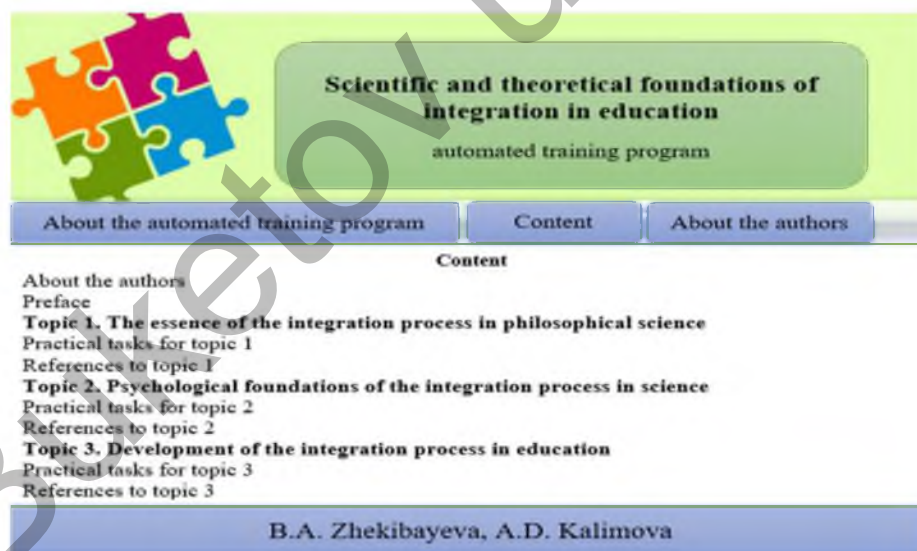 Scientific and theoretical foundations of
integration in education
automated training program
About the automated training program
Content
About the authors
Content
About the authors
Preface
Topic 1. The essence of the integration process in philosophical science
Practical tasks for topic 1
References to topic 1
Topic 2. Psychological foundations of the integration process in science
Practical tasks for topic 2
References to topic 2
Topic 3. Development of the integration process in education
Practical tasks for topic 3
References to topic 3
B.A. Zhekibayeva, A.D. Kalimova